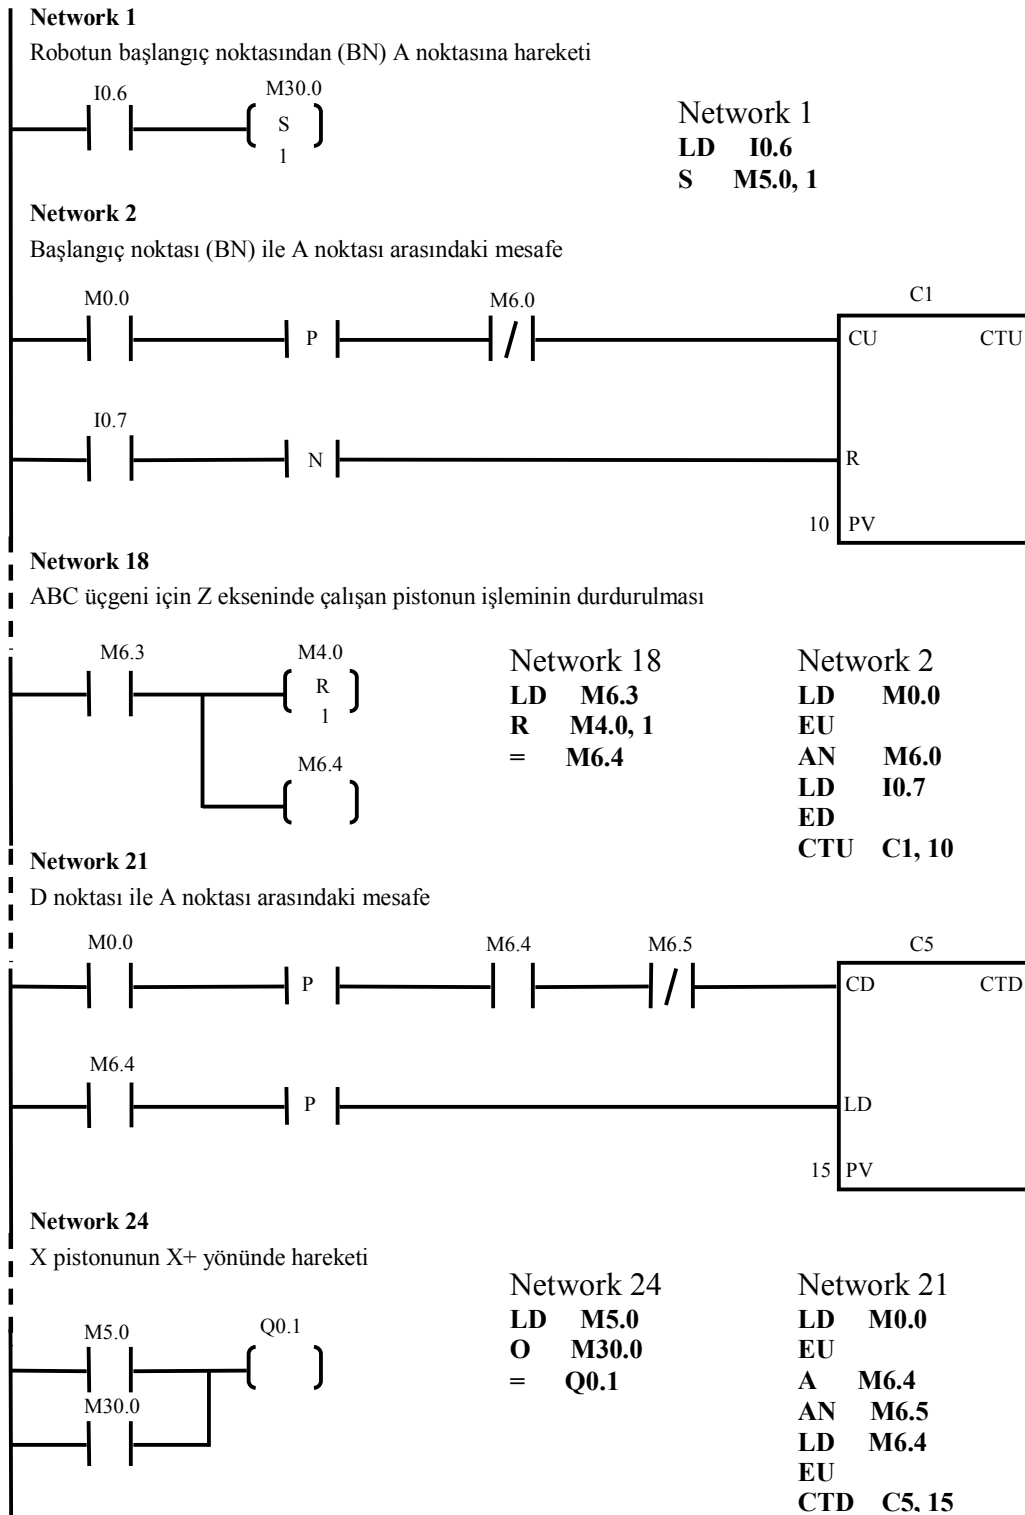 Network 1
Robotun başlangıç noktasından (BN) A noktasına hareketi
I0.6
M30.0
S
1
Network 1
LD I0.6
S M5.0, 1
Network 2
Başlangıç noktası (BN) ile A noktası arasındaki mesafe
M0.0
P
M6.0
C1
CU CTU
I0.7
N
R
10 PV
Network 18
ABC üçgeni için Z ekseninde çalışan pistonun işleminin durdurulması
M6.3
M4.0
R
1
M6.4
Network 18
LD M6.3
R M4.0, 1
= M6.4
Network 2
LD M0.0
EU
AN M6.0
LD I0.7
ED
CTU C1, 10
Network 21
D noktası ile A noktası arasındaki mesafe
M0.0
P
M6.4
M6.5
C5
CD CTD
M6.4
P
LD
15 PV
Network 24
X pistonunun X+ yönünde hareketi
M5.0
Q0.1
M30.0
Network 24
LD M5.0
O M30.0
= Q0.1
Network 21
LD M0.0
EU
A M6.4
AN M6.5
LD M6.4
EU
CTD C5, 15